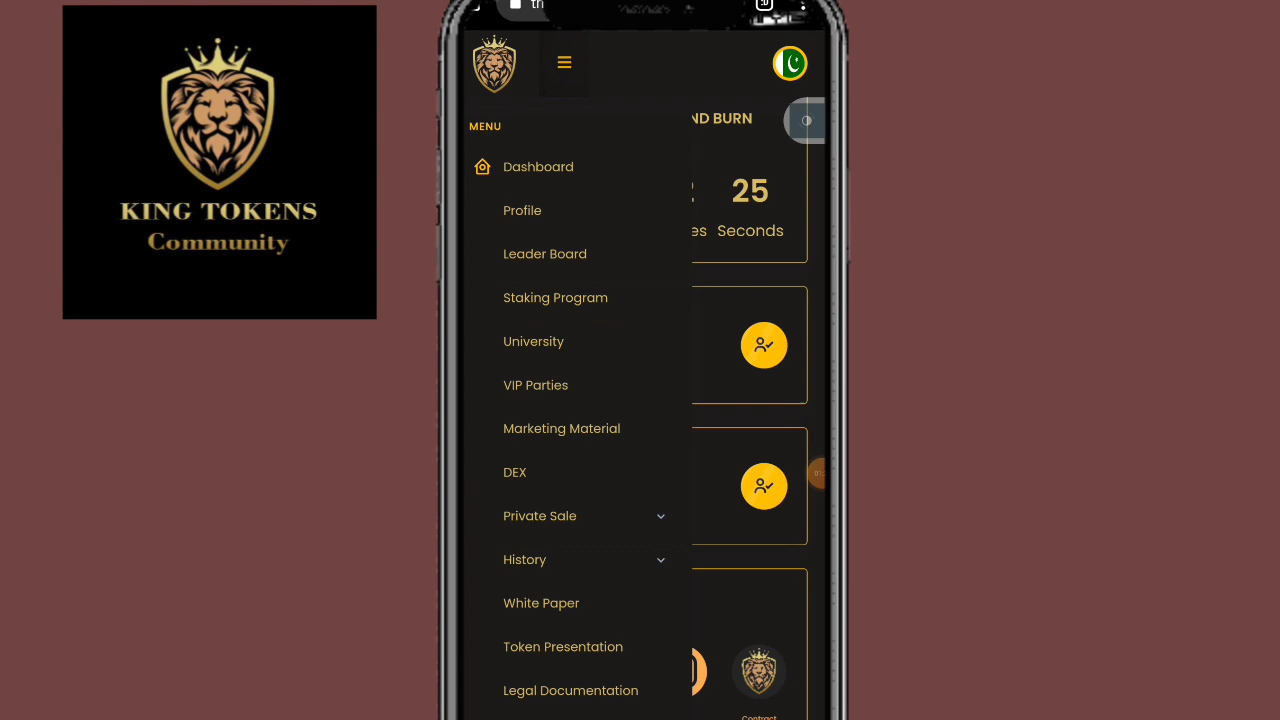 KING TOKENS
Community
MENU
ND BURN
Dashboard
25
Profile
es Seconds
Leader Board
Staking Program
University
VIP Parties
Marketing Material
DEX
Private Sale
History
White Paper
Token Presentation
Legal Documentation
Contract